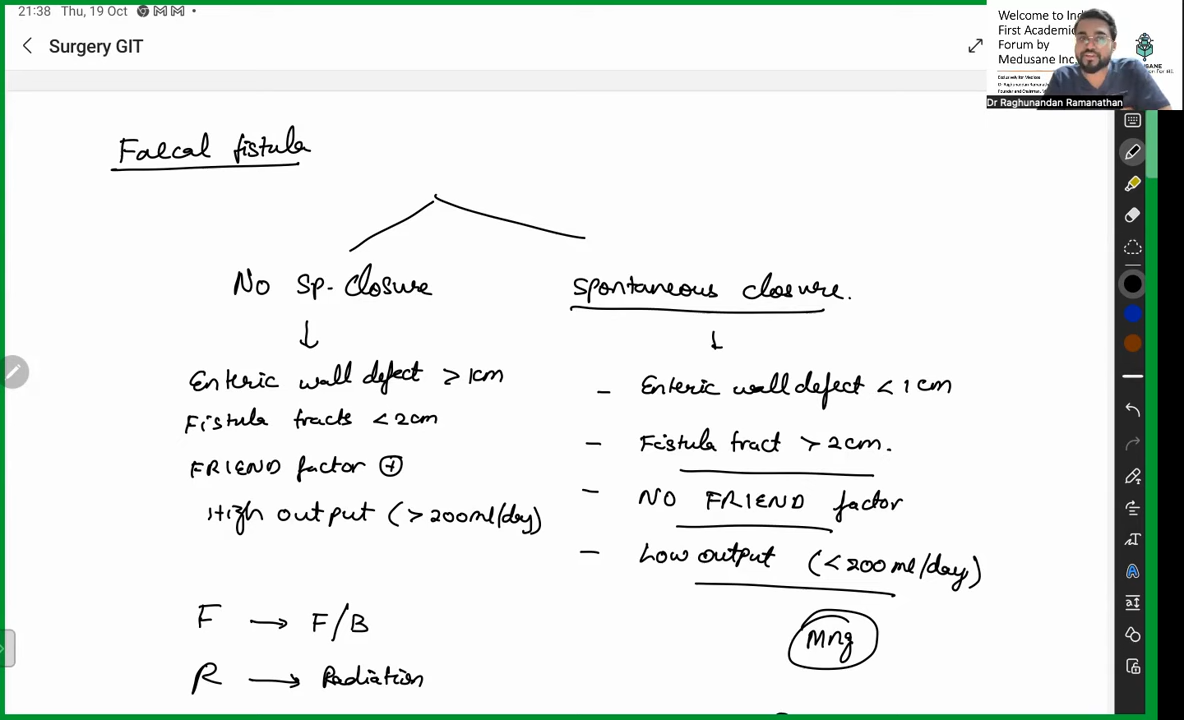 21:38 Thu, 19 Oct
Surgery GIT
Welcome to Ind
First Academic
Forum by
Medusane Inc.
Dr Raghunandan Ramanathan
Faecal fistula
No Sp. Closure
Enteric wall defect > 1cm
Fistula tracts < 2cm
FRIEND factor +
High output (> 200ml/day)
F → F/B
R → Radiation
Spontaneous closure.
- Enteric wall defect < 1cm
- Fistula tract > 2cm.
- NO FRIEND factor
- Low output (< 200 ml/day)
Mng